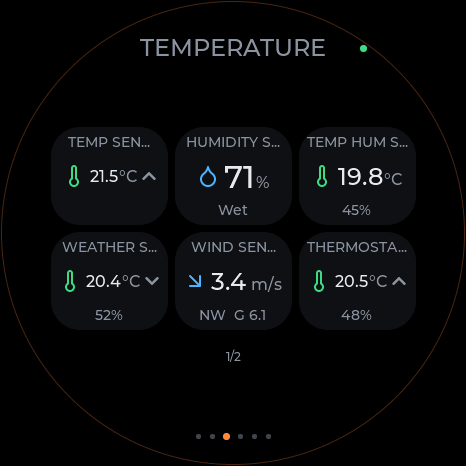 TEMPERATURE
TEMP SEN...
HUMIDITY S...
TEMP HUM S...
21.5°C
71%
19.8°C
Wet
45%
WEATHER S...
WIND SEN...
THERMOSTA...
20.4°C
3.4 m/s
20.5°C
52%
NW G 6.1
48%
1/2